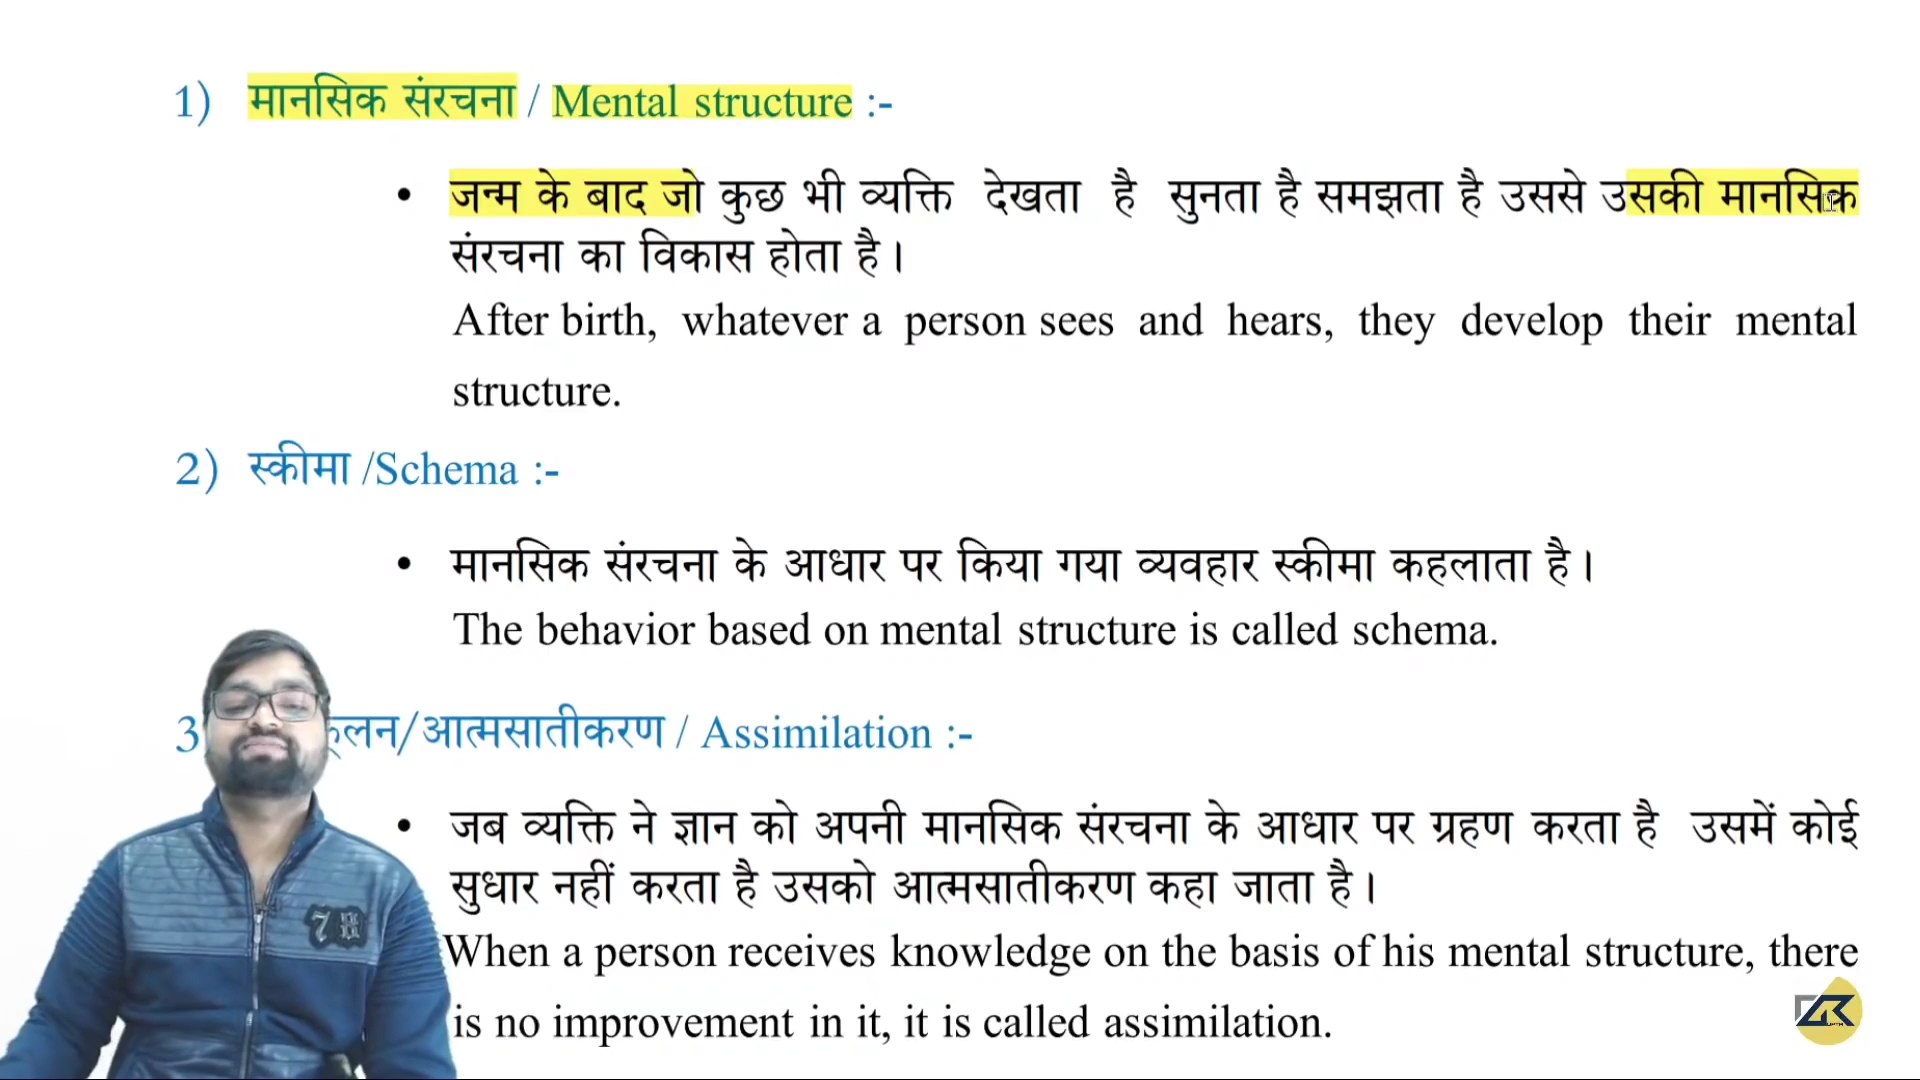 1) मानसिक संरचना / Mental structure :-
• जन्म के बाद जो कुछ भी व्यक्ति देखता है सुनता है समझता है उससे उसकी मानसिक
संरचना का विकास होता है।
After birth, whatever a person sees and hears, they develop their mental
structure.
2) स्कीमा /Schema :-
• मानसिक संरचना के आधार पर किया गया व्यवहार स्कीमा कहलाता है।
The behavior based on mental structure is called schema.
3 लन/आत्मसातीकरण / Assimilation :-
• जब व्यक्ति ने ज्ञान को अपनी मानसिक संरचना के आधार पर ग्रहण करता है उसमें कोई
सुधार नहीं करता है उसको आत्मसातीकरण कहा जाता है।
When a person receives knowledge on the basis of his mental structure, there
is no improvement in it, it is called assimilation.
7